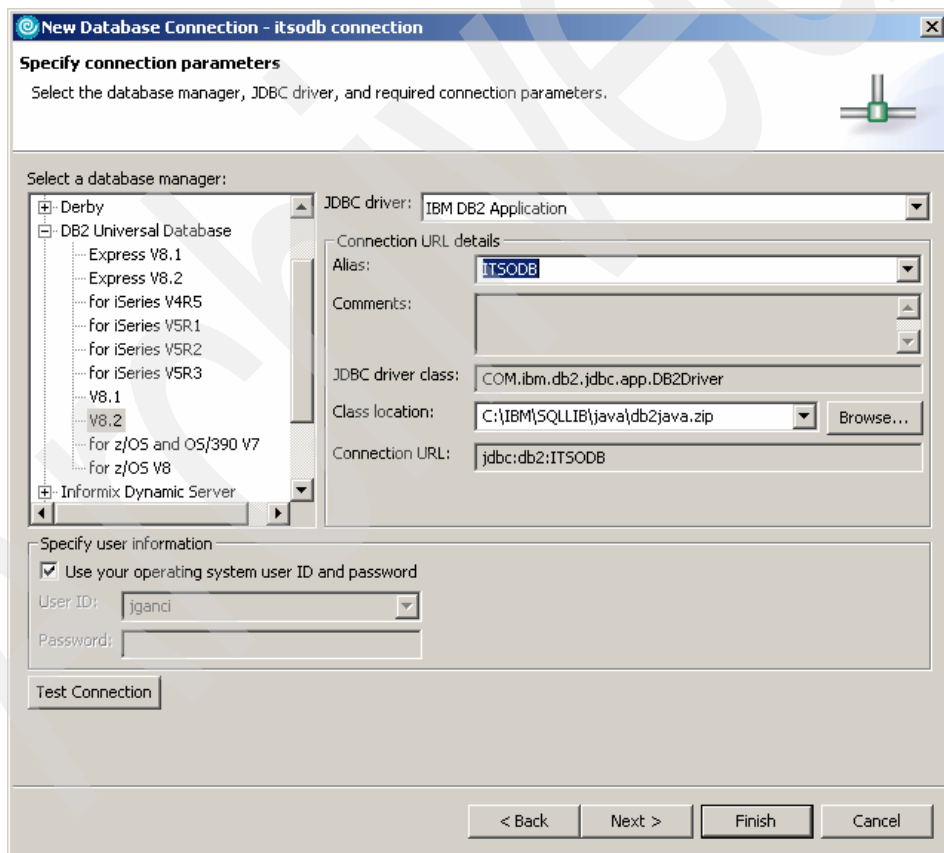 New Database Connection - itsodb connection
Specify connection parameters
Select the database manager, JDBC driver, and required connection parameters.
Select a database manager:
Derby
DB2 Universal Database
Express V8.1
Express V8.2
for iSeries V4R5
for iSeries V5R1
for iSeries V5R2
for iSeries V5R3
V8.1
V8.2
for z/OS and OS/390 V7
for z/OS V8
Informix Dynamic Server
JDBC driver: IBM DB2 Application
Connection URL details
Alias: ITSODB
Comments:
JDBC driver class: COM.ibm.db2.jdbc.app.DB2Driver
Class location: C:\IBM\SQLLIB\java\db2java.zip Browse...
Connection URL: jdbc:db2:ITSODB
Specify user information
Use your operating system user ID and password
User ID: jganci
Password:
Test Connection
< Back Next > Finish Cancel